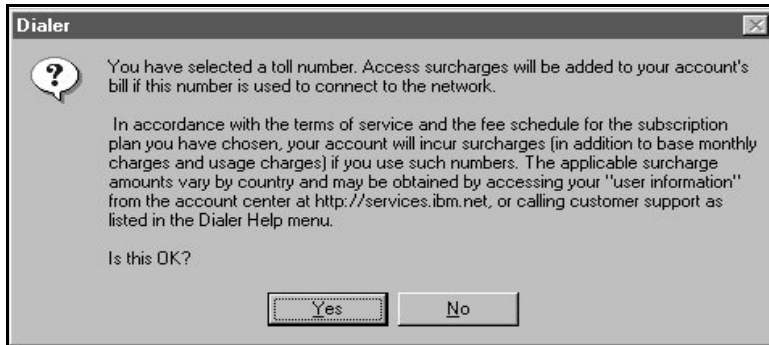 Dialer
?
You have selected a toll number. Access surcharges will be added to your account's
bill if this number is used to connect to the network.
In accordance with the terms of service and the fee schedule for the subscription
plan you have chosen, your account will incur surcharges (in addition to base monthly
charges and usage charges) if you use such numbers. The applicable surcharge
amounts vary by country and may be obtained by accessing your "user information"
from the account center at http://services.ibm.net, or calling customer support as
listed in the Dialer Help menu.
Is this OK?
Yes No